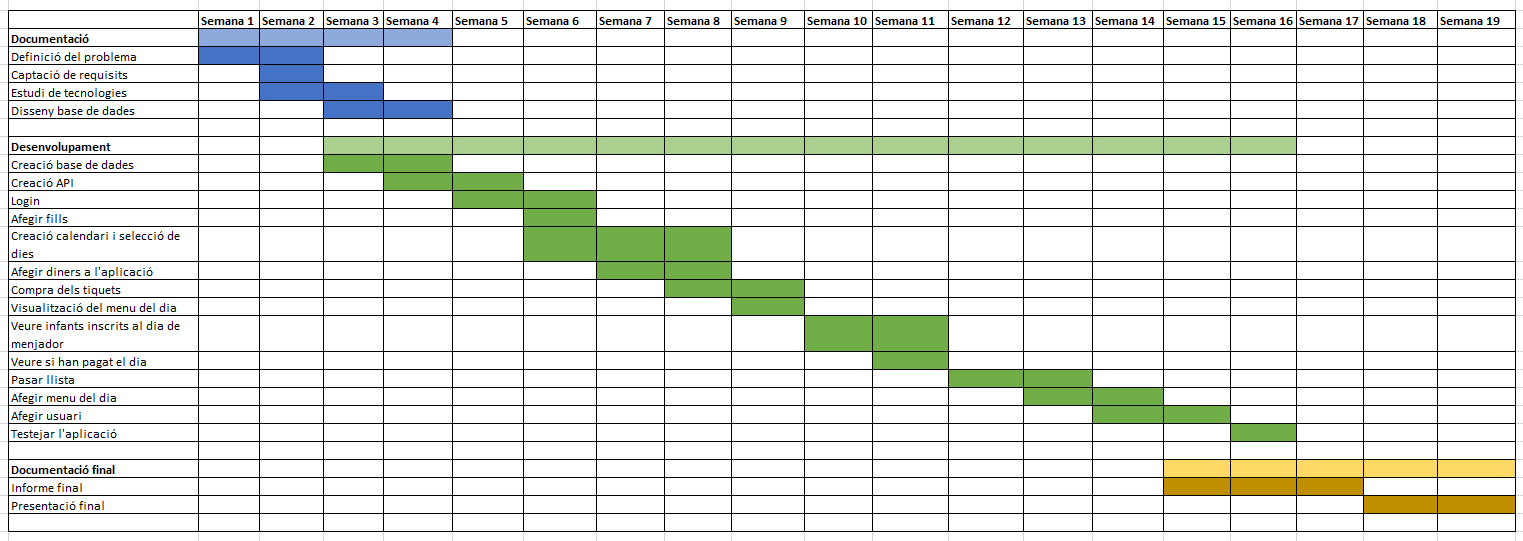 Semana 1 Semana 2 Semana 3 Semana 4 Semana 5 Semana 6 Semana 7 Semana 8 Semana 9 Semana 10 Semana 11 Semana 12 Semana 13 Semana 14 Semana 15 Semana 16 Semana 17 Semana 18 Semana 19
Documentació
Definició del problema
Captació de requisits
Estudi de tecnologies
Disseny base de dades
Desenvolupament
Creació base de dades
Creació API
Login
Afegir fills
Creació calendari i selecció de
dies
Afegir diners a l'aplicació
Compra dels tiquets
Visualització del menu del dia
Veure infants inscrits al dia de
menjador
Veure si han pagat el dia
Pasar llista
Afegir menu del dia
Afegir usuari
Testejar l'aplicació
Documentació final
Informe final
Presentació final